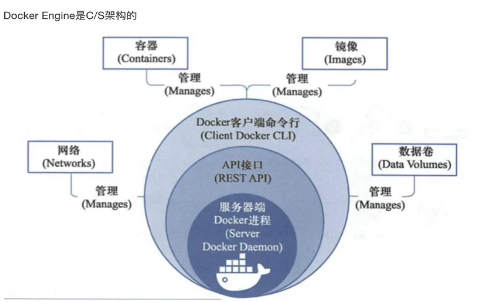 Docker Engine是C/S架构的
容器
(Containers)
镜像
(Images)
管理
(Manages)
管理
(Manages)
Docker客户端命令行
(Client Docker CLI)
网络
(Networks)
数据卷
(Data Volumes)
API接口
(REST API)
管理
(Manages)
管理
(Manages)
服务器端
Docker进程
(Server
Docker Daemon)